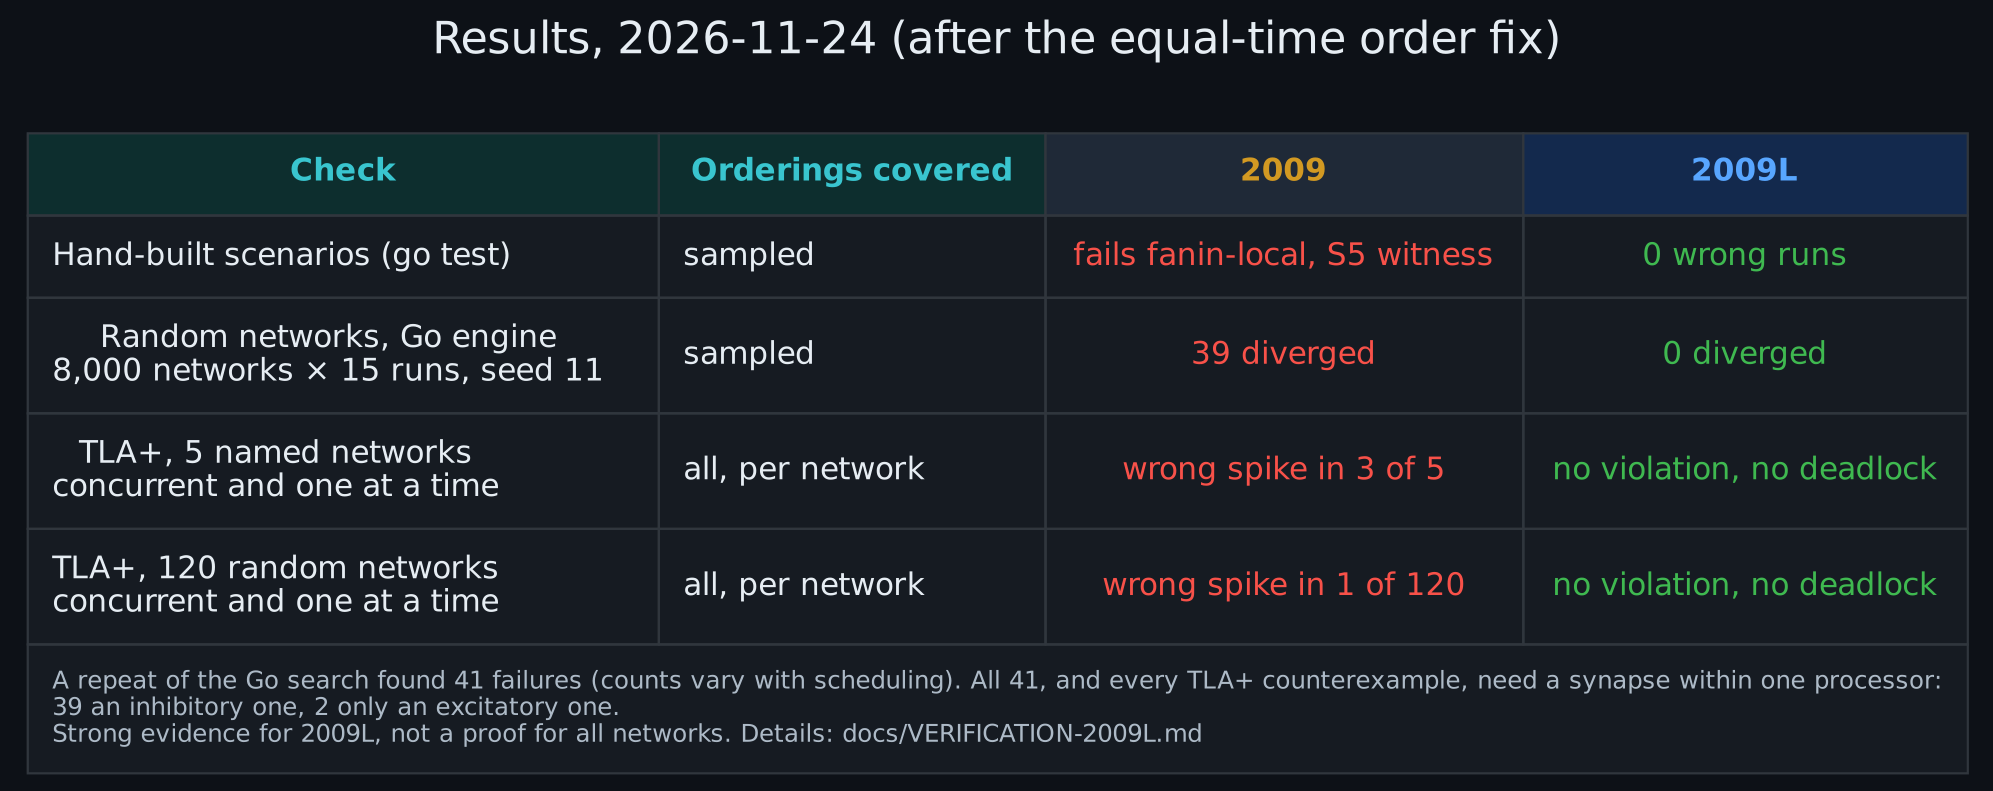 Results, 2026-11-24 (after the equal-time order fix)
Check
Orderings covered
2009
2009L
Hand-built scenarios (go test)
sampled
fails fanin-local, S5 witness
0 wrong runs
Random networks, Go engine
8,000 networks × 15 runs, seed 11
sampled
39 diverged
0 diverged
TLA+, 5 named networks
concurrent and one at a time
all, per network
wrong spike in 3 of 5
no violation, no deadlock
TLA+, 120 random networks
concurrent and one at a time
all, per network
wrong spike in 1 of 120
no violation, no deadlock
A repeat of the Go search found 41 failures (counts vary with scheduling). All 41, and every TLA+ counterexample, need a synapse within one processor:
39 an inhibitory one, 2 only an excitatory one.
Strong evidence for 2009L, not a proof for all networks. Details: docs/VERIFICATION-2009L.md